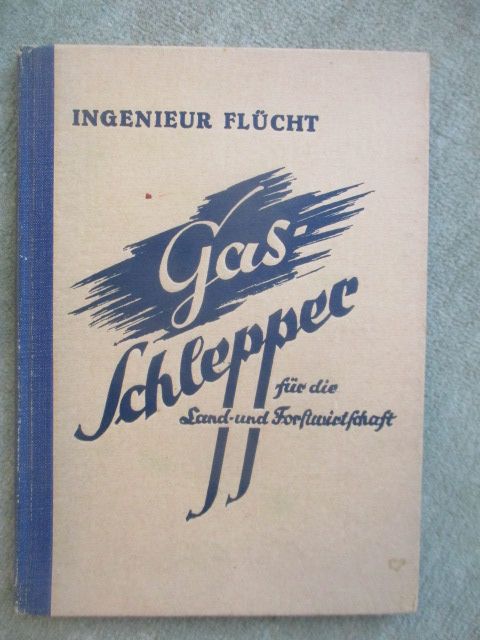 INGENIEUR FLÜCHT
Gas-
Schlepper
für die
Land- und Forstwirtschaft